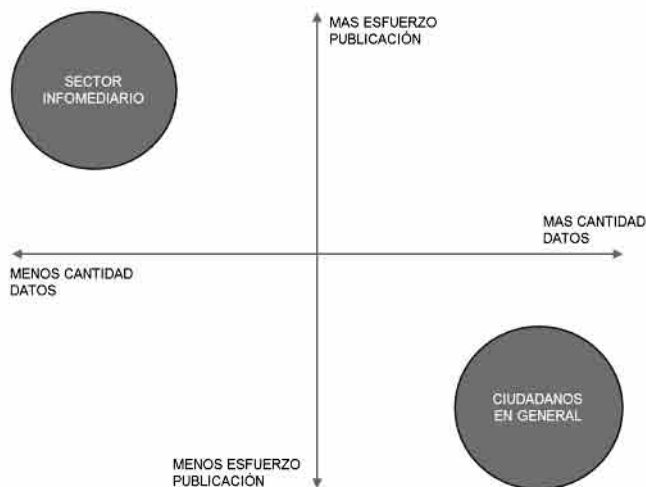 MAS ESFUERZO
PUBLICACIÓN
SECTOR
INFOMEDIARIO
MAS CANTIDAD
DATOS
MENOS CANTIDAD
DATOS
CIUDADANOS
EN GENERAL
MENOS ESFUERZO
PUBLICACIÓN